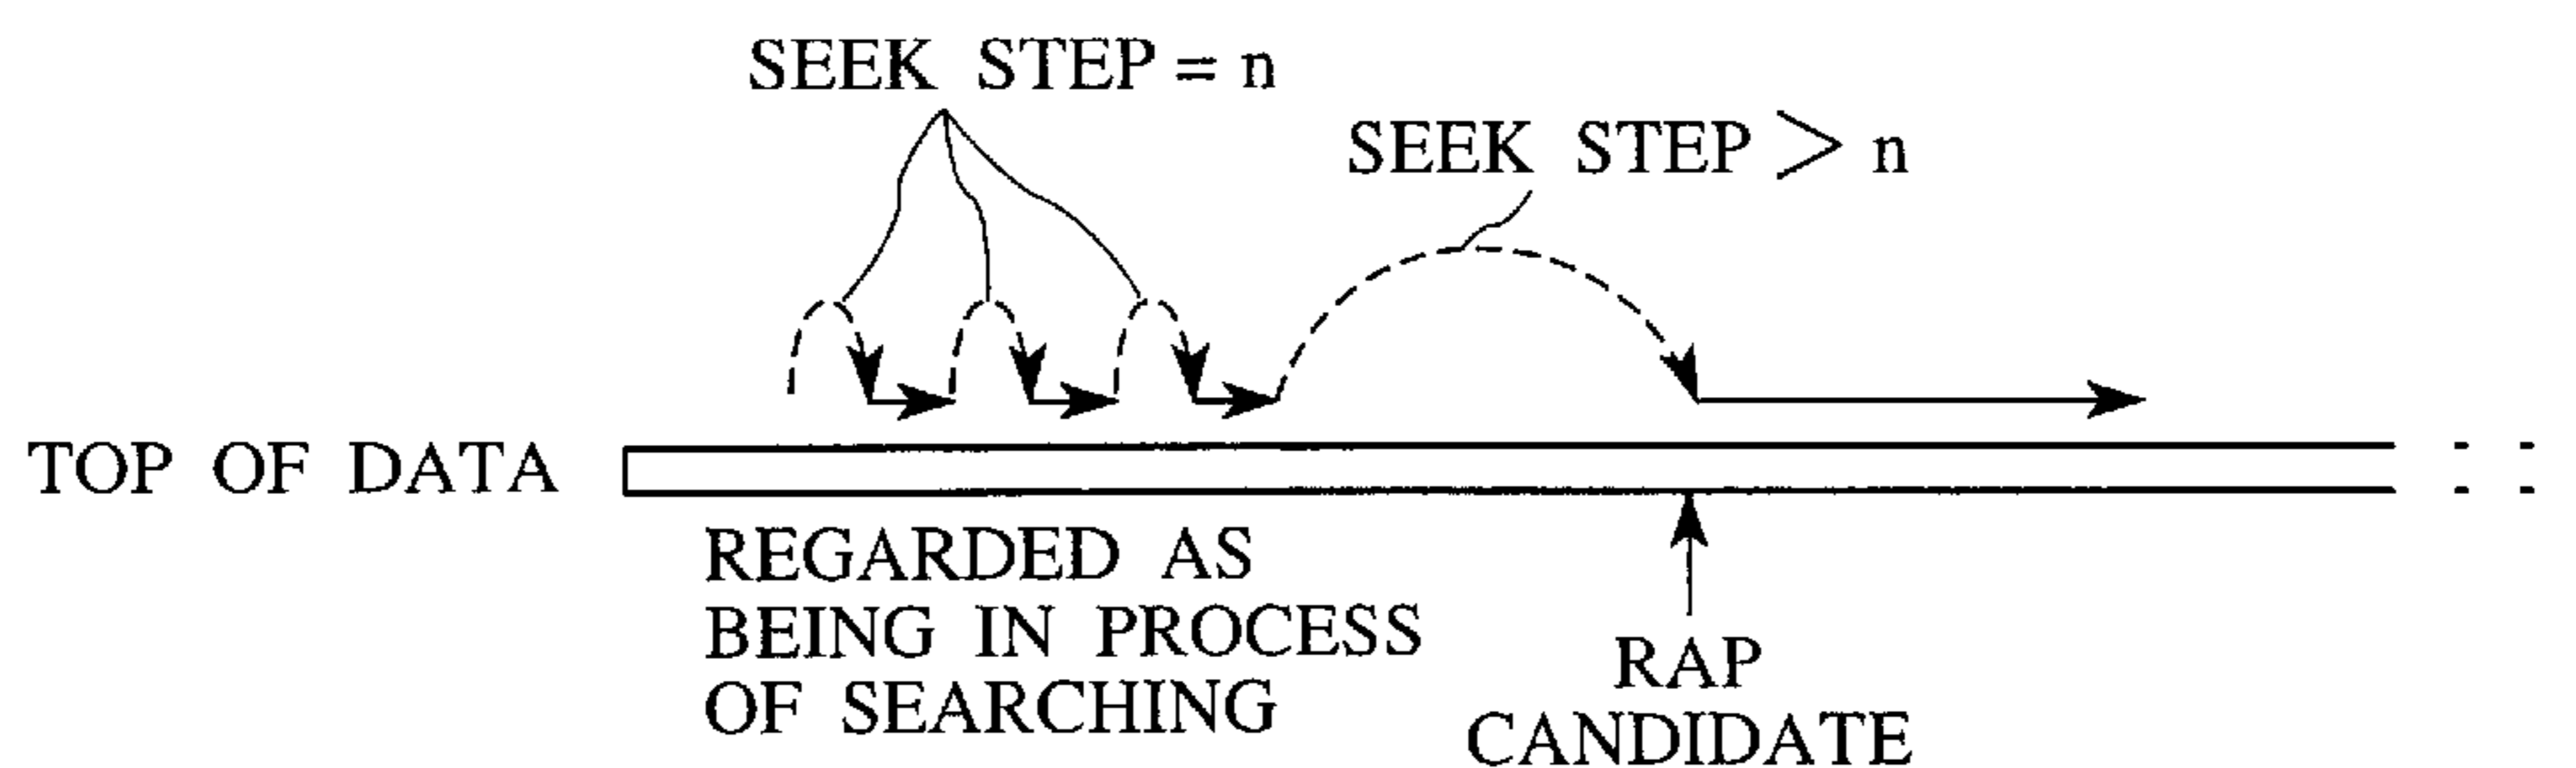 SEEK STEP = n
SEEK STEP > n
TOP OF DATA
REGARDED AS
BEING IN PROCESS
OF SEARCHING
RAP
CANDIDATE